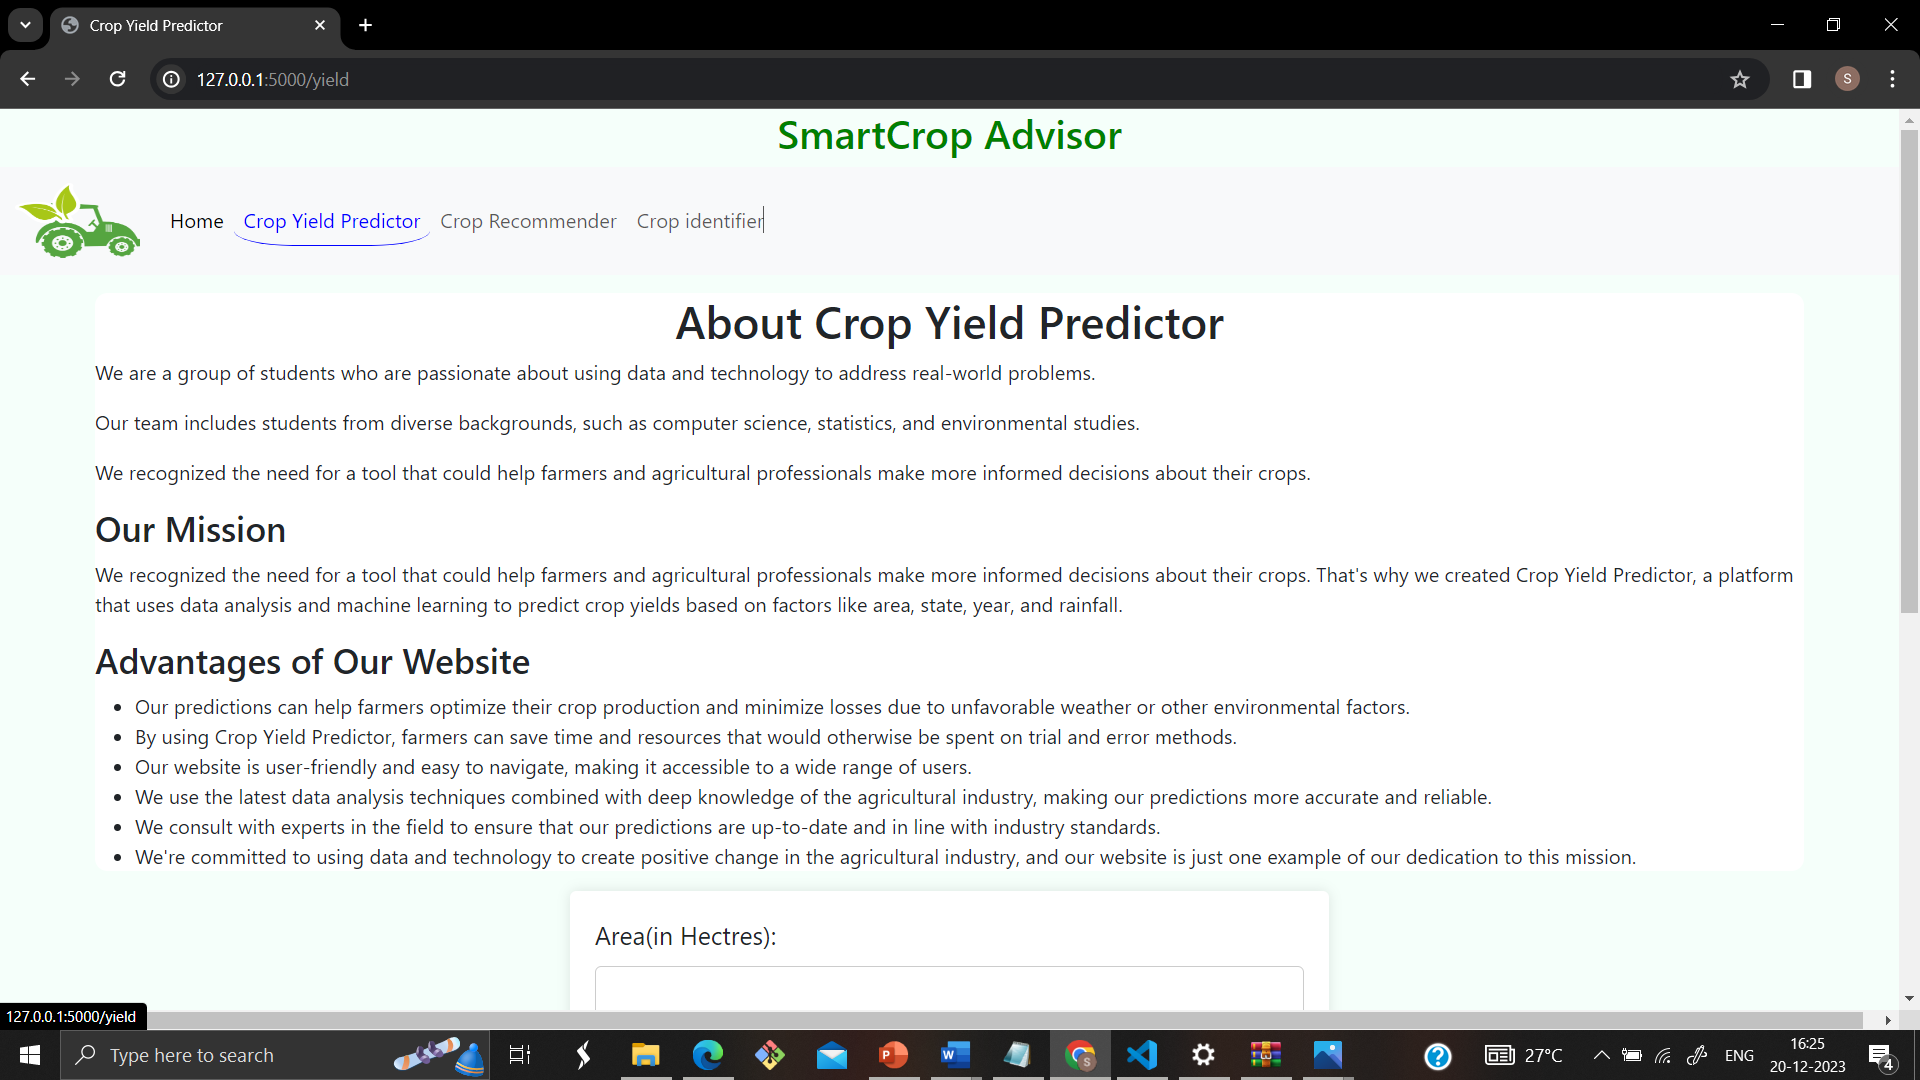 Crop Yield Predictor
127.0.0.1:5000/yield
S
SmartCrop Advisor
Home Crop Yield Predictor Crop Recommender Crop identifier
About Crop Yield Predictor
We are a group of students who are passionate about using data and technology to address real-world problems.
Our team includes students from diverse backgrounds, such as computer science, statistics, and environmental studies.
We recognized the need for a tool that could help farmers and agricultural professionals make more informed decisions about their crops.
Our Mission
We recognized the need for a tool that could help farmers and agricultural professionals make more informed decisions about their crops. That's why we created Crop Yield Predictor, a platform
that uses data analysis and machine learning to predict crop yields based on factors like area, state, year, and rainfall.
Advantages of Our Website
Our predictions can help farmers optimize their crop production and minimize losses due to unfavorable weather or other environmental factors.
By using Crop Yield Predictor, farmers can save time and resources that would otherwise be spent on trial and error methods.
Our website is user-friendly and easy to navigate, making it accessible to a wide range of users.
We use the latest data analysis techniques combined with deep knowledge of the agricultural industry, making our predictions more accurate and reliable.
We consult with experts in the field to ensure that our predictions are up-to-date and in line with industry standards.
We're committed to using data and technology to create positive change in the agricultural industry, and our website is just one example of our dedication to this mission.
Area(in Hectres):
127.0.0.1:5000/yield
Type here to search
P
W
S
27°C
ENG
16:25
20-12-2023
4